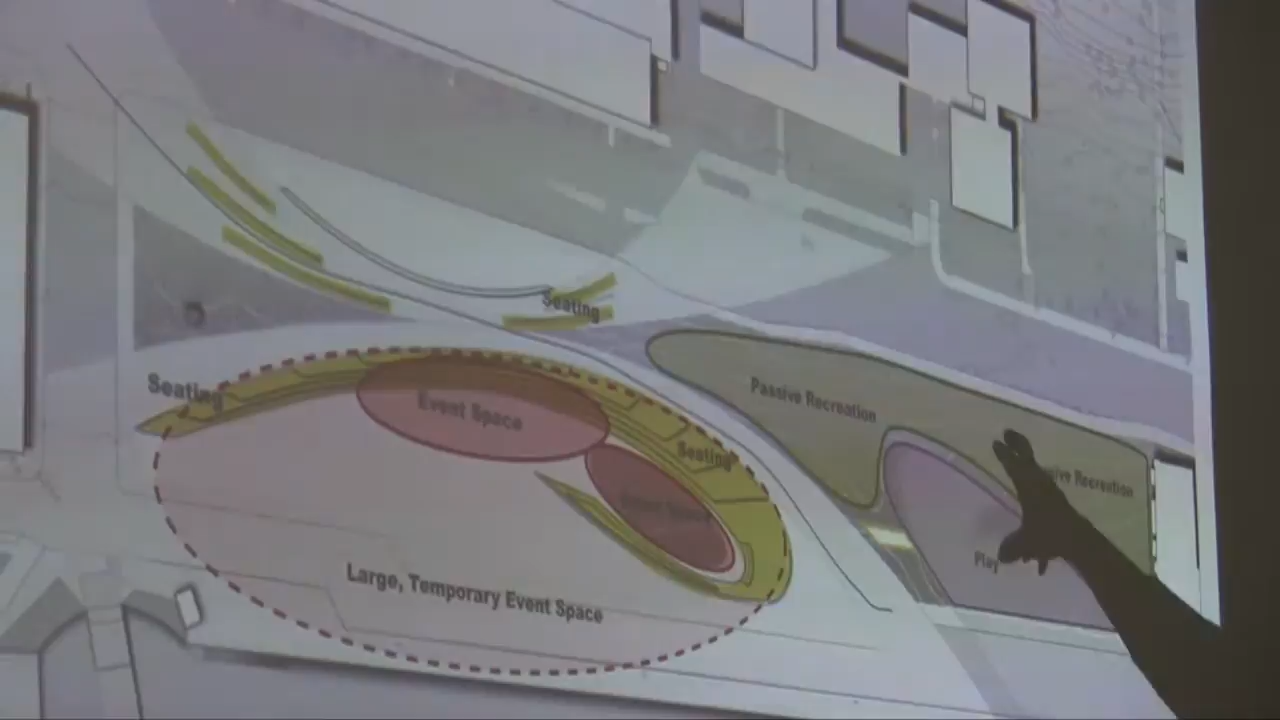 Seating
Seating
Passive Recreation
Event Space
Seating
Recreation
Play
Large, Temporary Event Space